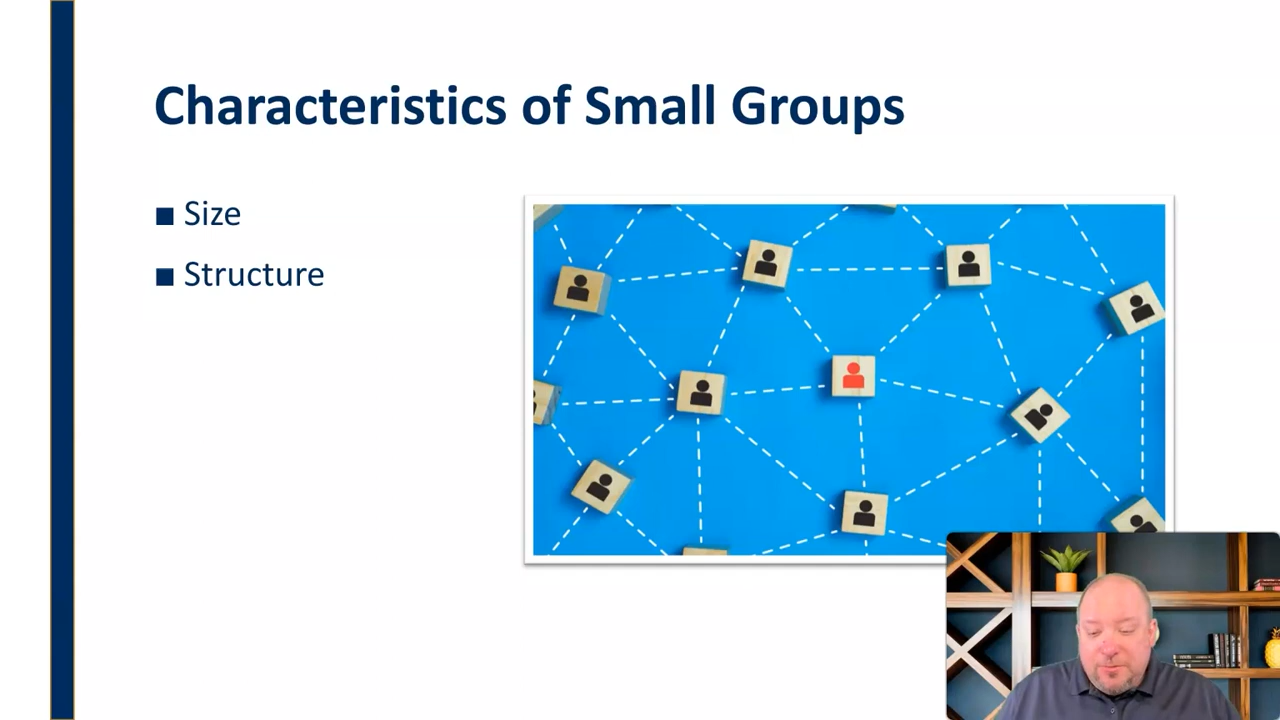 Characteristics of Small Groups
■ Size
■ Structure